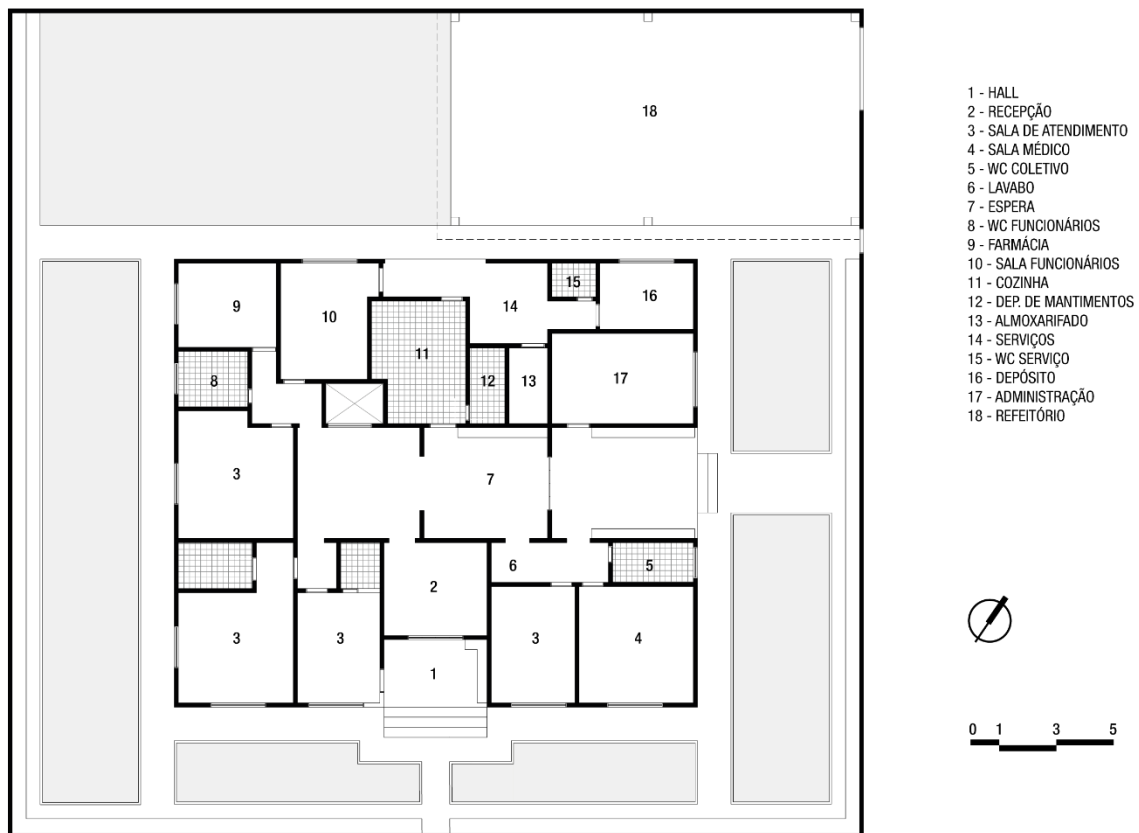 18
1 - HALL
2 - RECEPÇÃO
3 - SALA DE ATENDIMENTO
4 - SALA MÉDICO
5 - WC COLETIVO
6 - LAVABO
7 - ESPERA
8 - WC FUNCIONÁRIOS
9 - FARMÁCIA
10 - SALA FUNCIONÁRIOS
11 - COZINHA
12 - DEP. DE MANTIMENTOS
13 - ALMOXARIFADO
14 - SERVIÇOS
15 - WC SERVIÇO
16 - DEPÓSITO
17 - ADMINISTRAÇÃO
18 - REFEITÓRIO
9
10
14
15
16
11
8
12
13
17
3
7
6
5
2
3
3
3
4
1
0 1 3 5